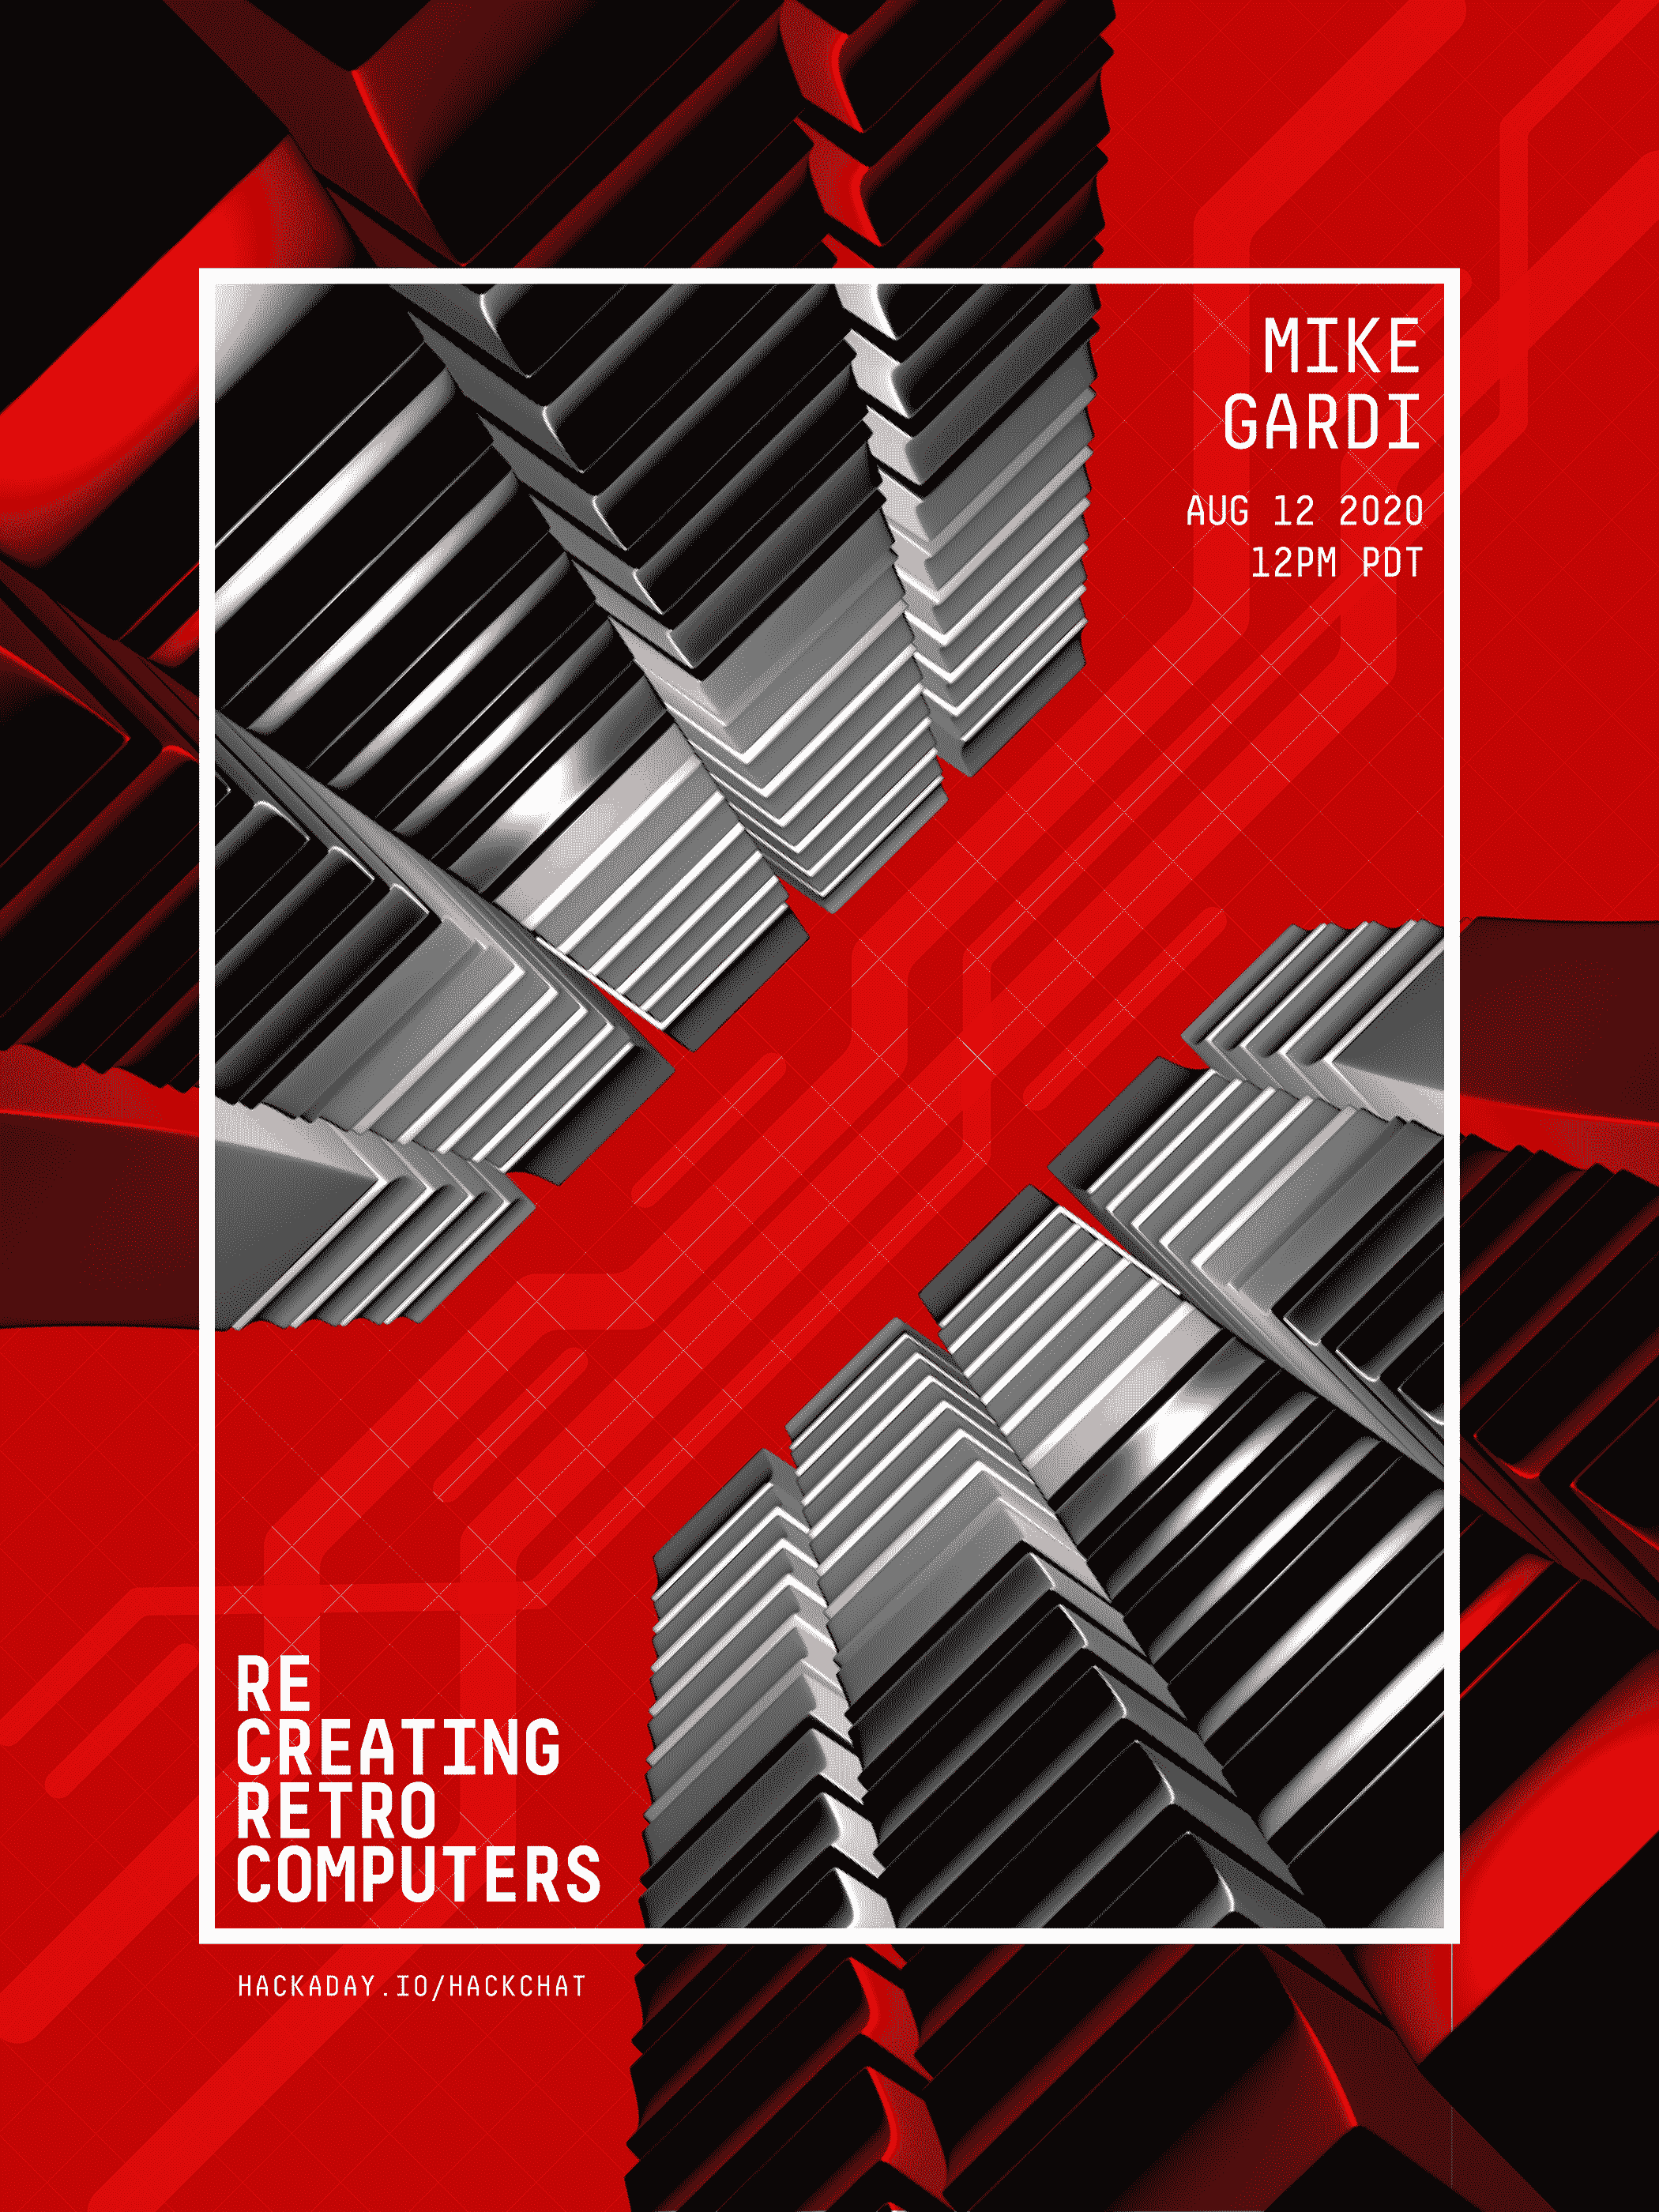 MIKE
GARDI
AUG 12 2020
12PM PDT
RE
CREATING
RETRO
COMPUTERS
HACKADAY.IO/HACKCHAT